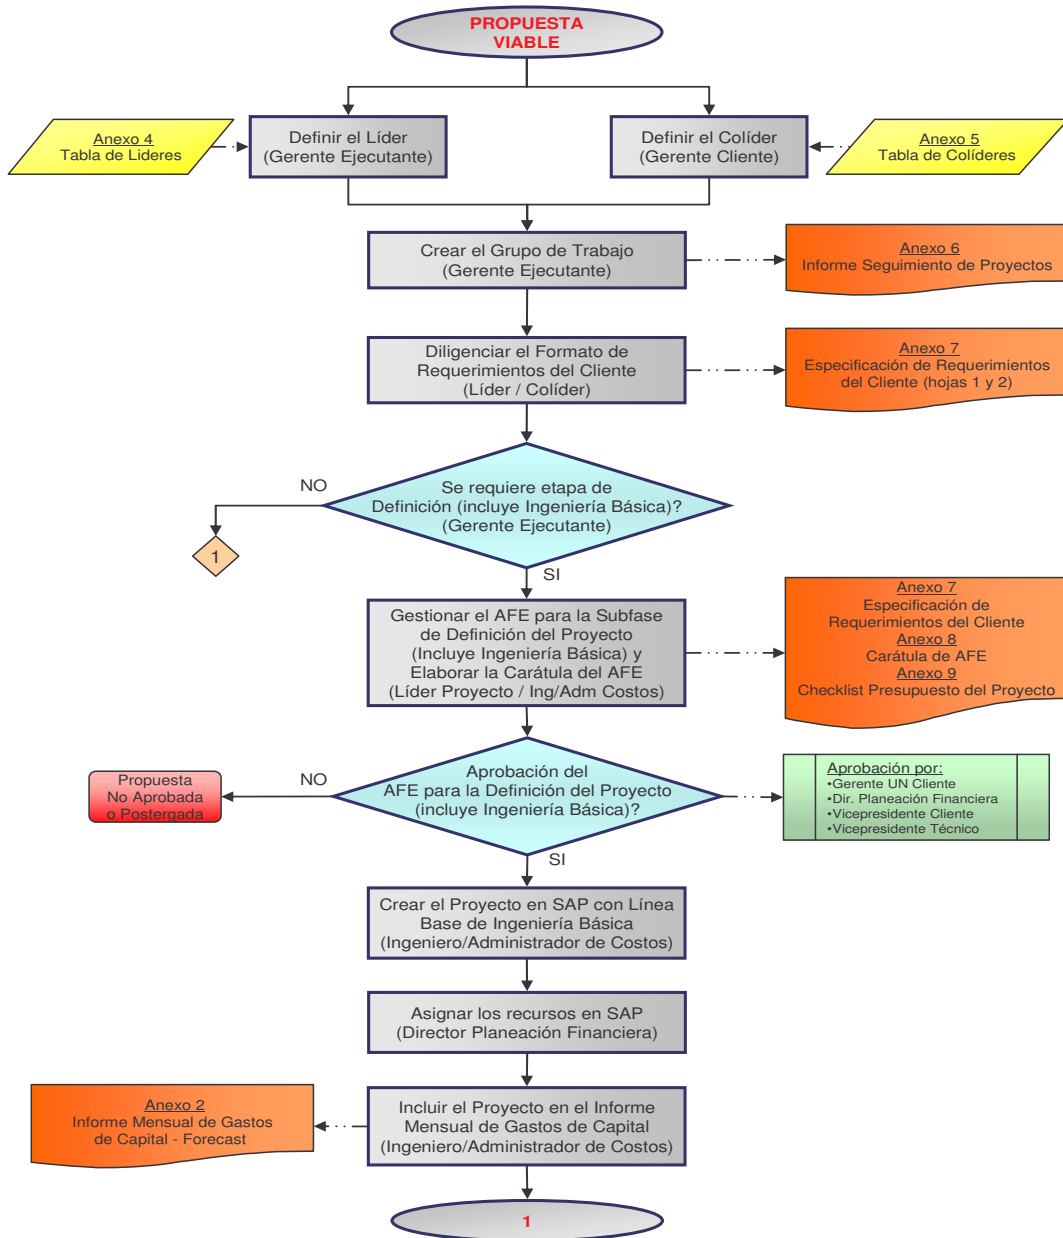 PROPUESTA
VIABLE
Anexo 4
Tabla de Lideres
Definir el Líder
(Gerente Ejecutante)
Definir el Colíder
(Gerente Cliente)
Anexo 5
Tabla de Colíderes
Crear el Grupo de Trabajo
(Gerente Ejecutante)
Anexo 6
Informe Seguimiento de Proyectos
Diligenciar el Formato de
Requerimientos del Cliente
(Líder / Colíder)
Anexo 7
Especificación de Requerimientos
del Cliente (hojas 1 y 2)
NO
Se requiere etapa de
Definición (incluye Ingeniería Básica)?
(Gerente Ejecutante)
1
SI
Gestionar el AFE para la Subfase
de Definición del Proyecto
(Incluye Ingeniería Básica) y
Elaborar la Carátula del AFE
(Líder Proyecto / Ing/Adm Costos)
Anexo 7
Especificación de
Requerimientos del Cliente
Anexo 8
Carátula de AFE
Anexo 9
Checklist Presupuesto del Proyecto
Propuesta
No Aprobada
o Postergada
NO
Aprobación del
AFE para la Definición del Proyecto
(incluye Ingeniería Básica)?
Aprobación por:
•Gerente UN Cliente
•Dir. Planeación Financiera
•Vicepresidente Cliente
•Vicepresidente Técnico
SI
Crear el Proyecto en SAP con Línea
Base de Ingeniería Básica
(Ingeniero/Administrador de Costos)
Asignar los recursos en SAP
(Director Planeación Financiera)
Anexo 2
Informe Mensual de Gastos
de Capital - Forecast
Incluir el Proyecto en el Informe
Mensual de Gastos de Capital
(Ingeniero/Administrador de Costos)
1